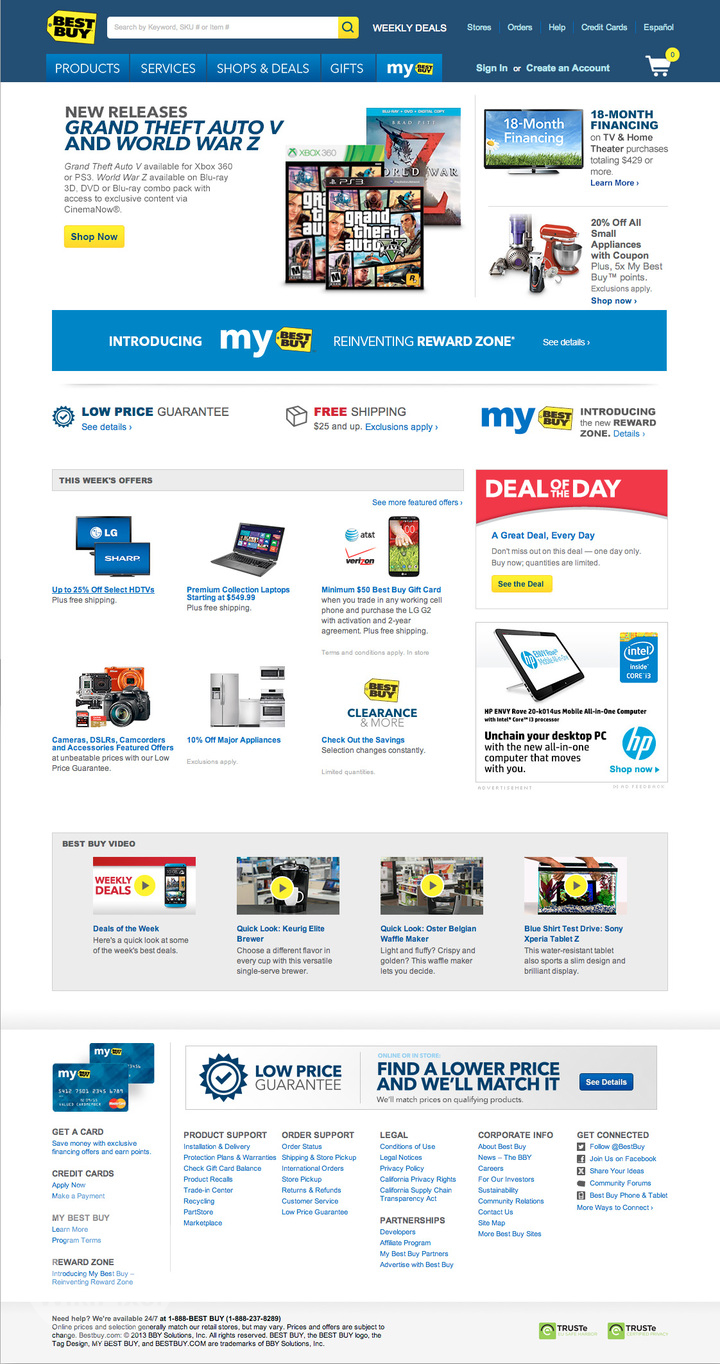 BEST BUY
Search by Keyword, SKU # or Item #
WEEKLY DEALS
Stores
Orders
Help
Credit Cards
Español
PRODUCTS
SERVICES
SHOPS & DEALS
GIFTS
my BEST BUY
Sign In or Create an Account
0
NEW RELEASES
GRAND THEFT AUTO V
AND WORLD WAR Z
Grand Theft Auto V available for Xbox 360
or PS3. World War Z available on Blu-ray
3D, DVD or Blu-ray combo pack with
access to exclusive content via
CinemaNow®.
Shop Now
BLU-RAY + DVD + DIGITAL COPY
BRAD PITT
WORLD WAR Z
XBOX 360
PS3
grand theft auto V
18-Month
Financing
18-MONTH
FINANCING
on TV & Home
Theater purchases
totaling $429 or
more.
Learn More ›
20% Off All
Small
Appliances
with Coupon
Plus, 5x My Best
Buy™ points.
Exclusions apply.
Shop now ›
INTRODUCING my BEST BUY REINVENTING REWARD ZONE* See details ›
LOW PRICE GUARANTEE
See details ›
FREE SHIPPING
$25 and up. Exclusions apply ›
my BEST BUY
INTRODUCING
the new REWARD
ZONE. Details ›
THIS WEEK'S OFFERS
See more featured offers ›
LG
SHARP
Up to 25% Off Select HDTVs
Plus free shipping.
Premium Collection Laptops
Starting at $549.99
Plus free shipping.
at&t
verizon
Minimum $50 Best Buy Gift Card
when you trade in any working cell
phone and purchase the LG G2
with activation and 2-year
agreement. Plus free shipping.
Terms and conditions apply. In store
Cameras, DSLRs, Camcorders
and Accessories Featured Offers
at unbeatable prices with our Low
Price Guarantee.
10% Off Major Appliances
Exclusions apply.
BEST BUY
CLEARANCE
& MORE
Check Out the Savings
Selection changes constantly.
Limited quantities.
DEAL OF THE DAY
A Great Deal, Every Day
Don't miss out on this deal — one day only.
Buy now; quantities are limited.
See the Deal
hp ENVY Rove
Mobile All-in-One
intel
inside
CORE i3
HP ENVY Rove 20-k014us Mobile All-in-One Computer
with Intel® Core™ i3 processor
Unchain your desktop PC
with the new all-in-one
computer that moves
with you.
hp
Shop now
ADVERTISEMENT
AD FEEDBACK
BEST BUY VIDEO
WEEKLY
DEALS
Deals of the Week
Here's a quick look at some
of the week's best deals.
Quick Look: Keurig Elite
Brewer
Choose a different flavor in
every cup with this versatile
single-serve brewer.
Quick Look: Oster Belgian
Waffle Maker
Light and fluffy? Crispy and
golden? This waffle maker
lets you decide.
Blue Shirt Test Drive: Sony
Xperia Tablet Z
This water-resistant tablet
also sports a slim design and
brilliant display.
my BEST BUY
my BEST BUY
5412 7501 2345 6789
VALUED CARDMEMBER
MasterCard
LOW PRICE
GUARANTEE
ONLINE OR IN STORE:
FIND A LOWER PRICE
AND WE'LL MATCH IT
We'll match prices on qualifying products.
See Details
GET A CARD
Save money with exclusive
financing offers and earn points.
CREDIT CARDS
Apply Now
Make a Payment
MY BEST BUY
Learn More
Program Terms
REWARD ZONE
Introducing My Best Buy –
Reinventing Reward Zone
PRODUCT SUPPORT
Installation & Delivery
Protection Plans & Warranties
Check Gift Card Balance
Product Recalls
Trade-in Center
Recycling
PartStore
Marketplace
ORDER SUPPORT
Order Status
Shipping & Store Pickup
International Orders
Store Pickup
Returns & Refunds
Customer Service
Low Price Guarantee
LEGAL
Conditions of Use
Legal Notices
Privacy Policy
California Privacy Rights
California Supply Chain
Transparency Act
PARTNERSHIPS
Developers
Affiliate Program
My Best Buy Partners
Advertise with Best Buy
CORPORATE INFO
About Best Buy
News – The BBY
Careers
For Our Investors
Sustainability
Community Relations
Contact Us
Site Map
More Best Buy Sites
GET CONNECTED
Follow @BestBuy
Join Us on Facebook
Share Your Ideas
Community Forums
Best Buy Phone & Tablet
More Ways to Connect ›
Need help? We're available 24/7 at 1-888-BEST BUY (1-888-237-8289)
Online prices and selection generally match our retail stores, but may vary. Prices and offers are subject to
change. Bestbuy.com: © 2013 BBY Solutions, Inc. All rights reserved. BEST BUY, the BEST BUY logo, the
Tag Design, MY BEST BUY, and BESTBUY.COM are trademarks of BBY Solutions, Inc.
TRUSTe
EU SAFE HARBOR
TRUSTe
CERTIFIED PRIVACY